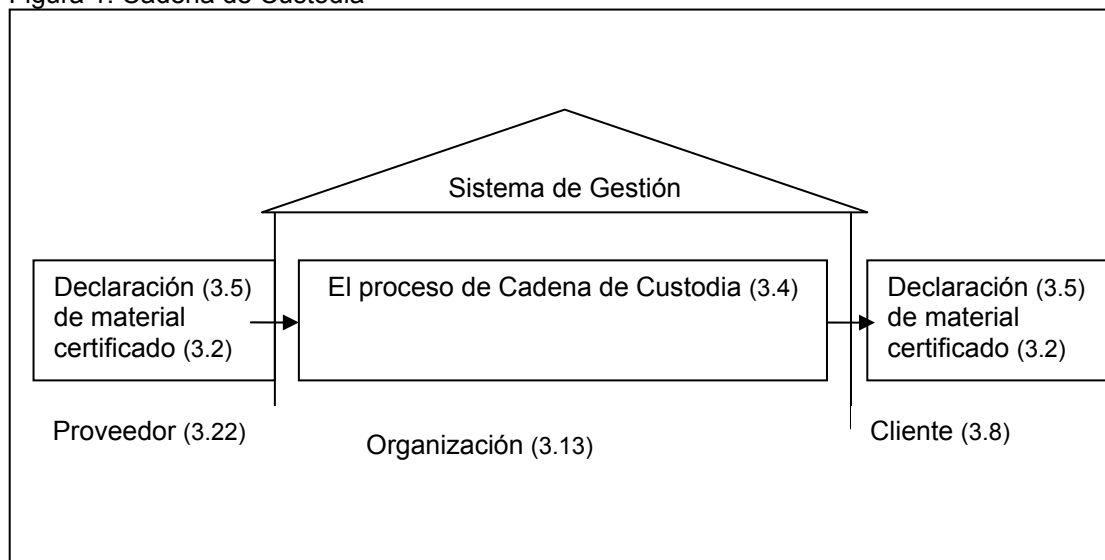 Figura 1: Cadena de Custodia
Sistema de Gestión
Declaración (3.5)
de material
certificado (3.2)
El proceso de Cadena de Custodia (3.4)
Declaración (3.5)
de material
certificado (3.2)
Proveedor (3.22)
Organización (3.13)
Cliente (3.8)